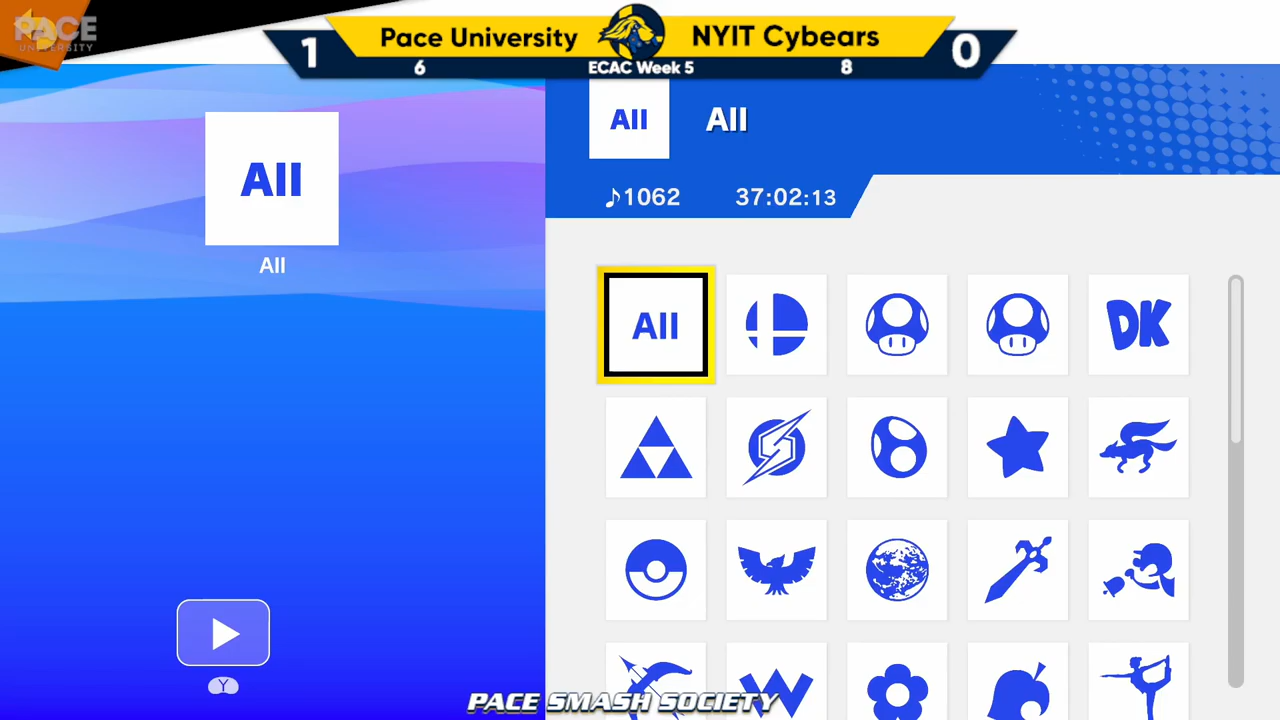 PACE
UNIVERSITY
1
Pace University
NYIT Cybears
0
6
ECAC Week 5
8
All
All
All
♪1062
37:02:13
All
All
DK
Y
PACE SMASH SOCIETY